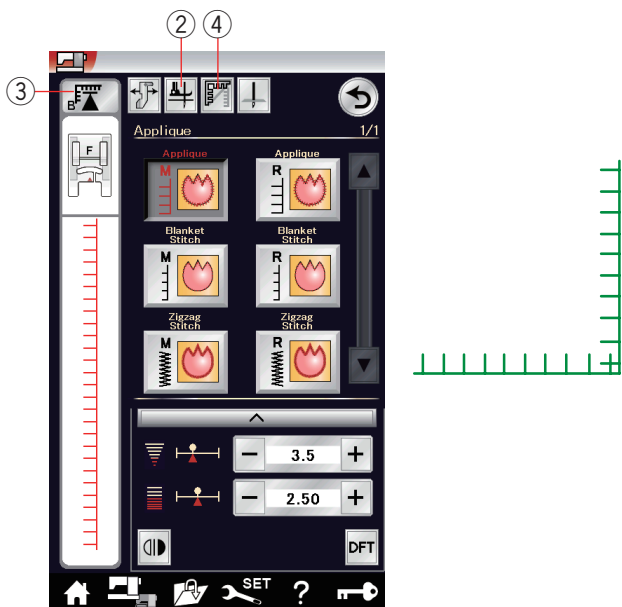 ② ④
③ B
F
Applique 1/1
Applique Applique
M R
Blanket Stitch Blanket Stitch
M R
Zigzag Stitch Zigzag Stitch
M R
− 3.5 +
− 2.50 +
DFT
SET ?